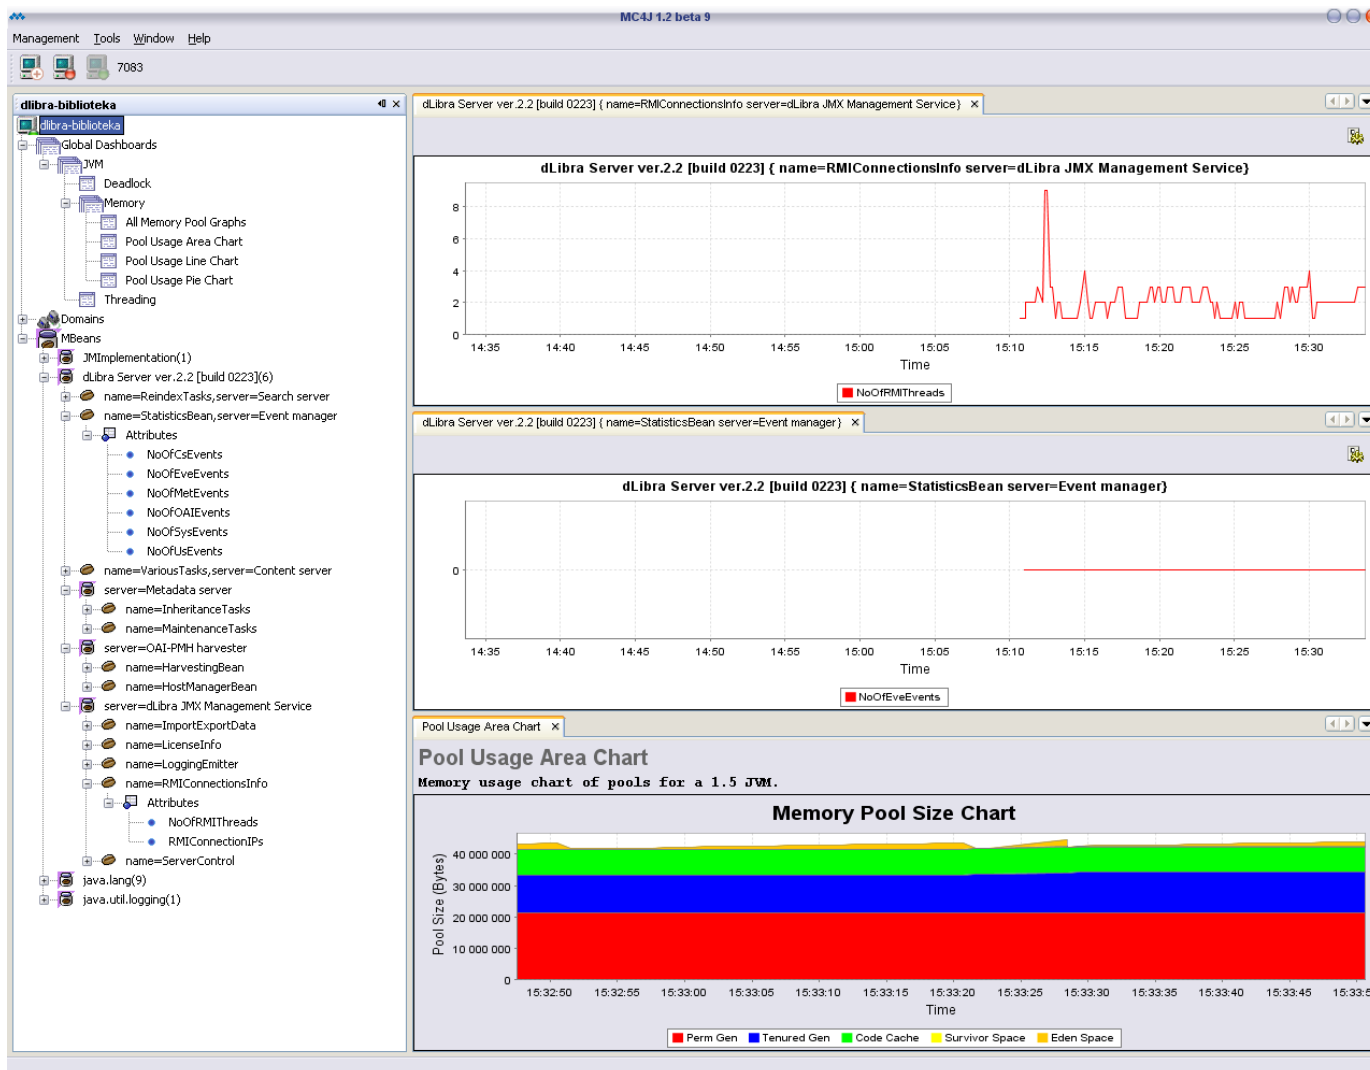 MC4J 1.2 beta 9
Management Tools Window Help
7083
dlibra-biblioteka
dlibra-biblioteka
Global Dashboards
JVM
Deadlock
Memory
All Memory Pool Graphs
Pool Usage Area Chart
Pool Usage Line Chart
Pool Usage Pie Chart
Threading
Domains
MBeans
JMImplementation(1)
dLibra Server ver.2.2 [build 0223](6)
name=ReindexTasks,server=Search server
name=StatisticsBean,server=Event manager
Attributes
NoOfCsEvents
NoOfEveEvents
NoOfMetEvents
NoOfOAIEvents
NoOfSysEvents
NoOfUsEvents
name=VariousTasks,server=Content server
server=Metadata server
name=InheritanceTasks
name=MaintenanceTasks
server=OAI-PMH harvester
name=HarvestingBean
name=HostManagerBean
server=dLibra JMX Management Service
name=ImportExportData
name=LicenseInfo
name=LoggingEmitter
name=RMIConnectionsInfo
Attributes
NoOfRMIThreads
RMIConnectionIPs
name=ServerControl
java.lang(9)
java.util.logging(1)
dLibra Server ver.2.2 [build 0223] { name=RMIConnectionsInfo server=dLibra JMX Management Service}
dLibra Server ver.2.2 [build 0223] { name=RMIConnectionsInfo server=dLibra JMX Management Service}
8
6
4
2
0
14:35 14:40 14:45 14:50 14:55 15:00 15:05 15:10 15:15 15:20 15:25 15:30
Time
NoOfRMIThreads
dLibra Server ver.2.2 [build 0223] { name=StatisticsBean server=Event manager}
dLibra Server ver.2.2 [build 0223] { name=StatisticsBean server=Event manager}
0
14:35 14:40 14:45 14:50 14:55 15:00 15:05 15:10 15:15 15:20 15:25 15:30
Time
NoOfEveEvents
Pool Usage Area Chart
Pool Usage Area Chart
Memory usage chart of pools for a 1.5 JVM.
Memory Pool Size Chart
Pool Size (Bytes)
40 000 000
30 000 000
20 000 000
10 000 000
0
15:32:50 15:32:55 15:33:00 15:33:05 15:33:10 15:33:15 15:33:20 15:33:25 15:33:30 15:33:35 15:33:40 15:33:45 15:33:5
Time
Perm Gen Tenured Gen Code Cache Survivor Space Eden Space